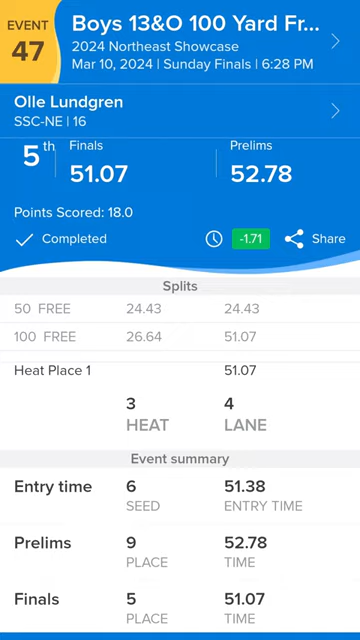 EVENT
47
Boys 13&O 100 Yard Fr...
2024 Northeast Showcase
Mar 10, 2024 | Sunday Finals | 6:28 PM
Olle Lundgren
SSC-NE | 16
5th
Finals
51.07
Prelims
52.78
Points Scored: 18.0
Completed
-1.71
Share
Splits
50 FREE 24.43 24.43
100 FREE 26.64 51.07
Heat Place 1 51.07
3 4
HEAT LANE
Event summary
Entry time 6 51.38
SEED ENTRY TIME
Prelims 9 52.78
PLACE TIME
Finals 5 51.07
PLACE TIME